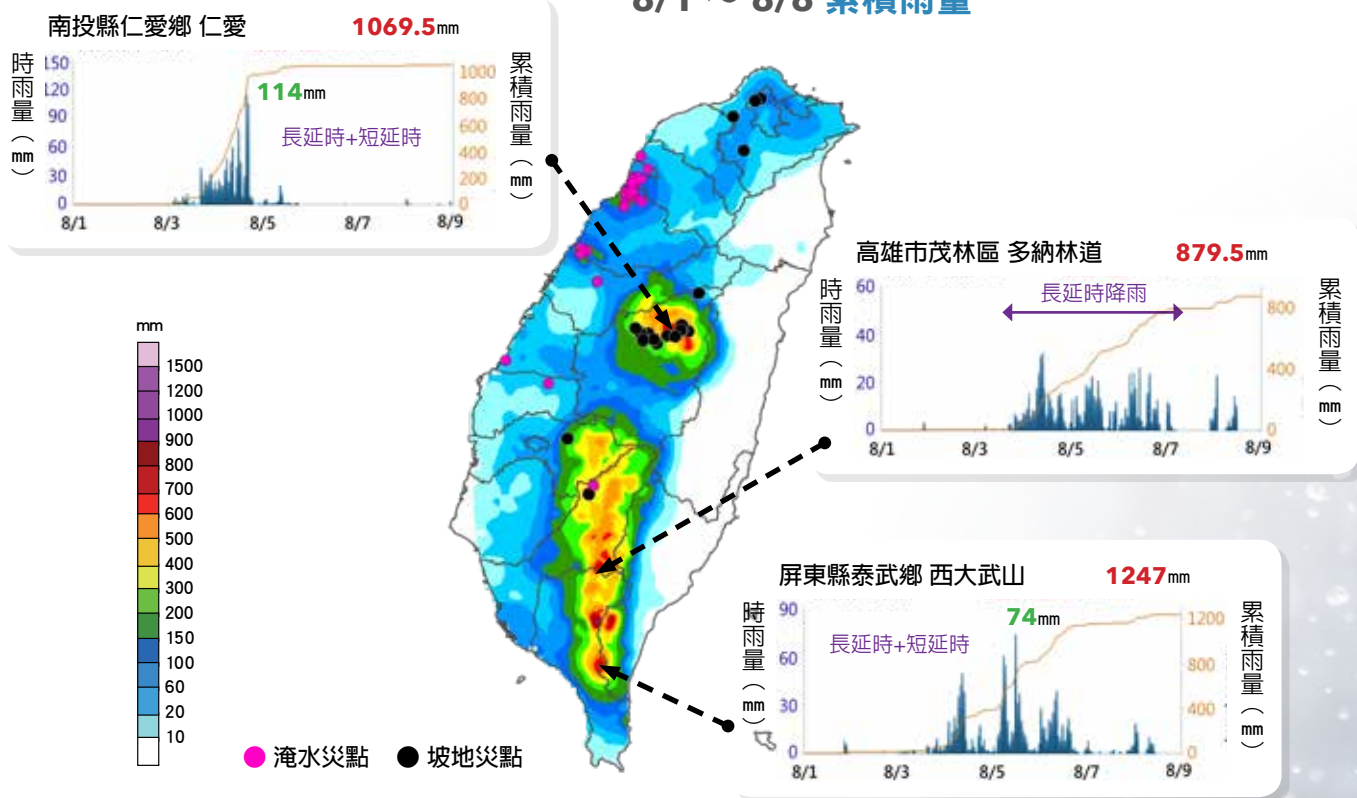 8/1 ~ 8/8 累積雨量
南投縣仁愛鄉 仁愛 1069.5mm
時雨量（mm）
累積雨量（mm）
150
120
90
60
30
0
1000
800
600
400
200
0
114mm
長延時+短延時
8/1 8/3 8/5 8/7 8/9
高雄市茂林區 多納林道 879.5mm
時雨量（mm）
累積雨量（mm）
60
40
20
0
800
400
0
長延時降雨
8/1 8/3 8/5 8/7 8/9
mm
1500
1200
1000
900
800
700
600
500
400
300
200
150
100
60
20
10
淹水災點 坡地災點
屏東縣泰武鄉 西大武山 1247mm
時雨量（mm）
累積雨量（mm）
90
60
30
0
1200
800
400
0
74mm
長延時+短延時
8/1 8/3 8/5 8/7 8/9